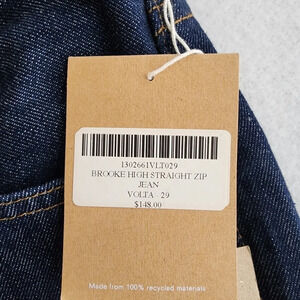 1302661VLT029
BROOKE HIGH STRAIGHT ZIP
JEAN
VOLTA - 29
$148.00
Made from 100% recycled materials